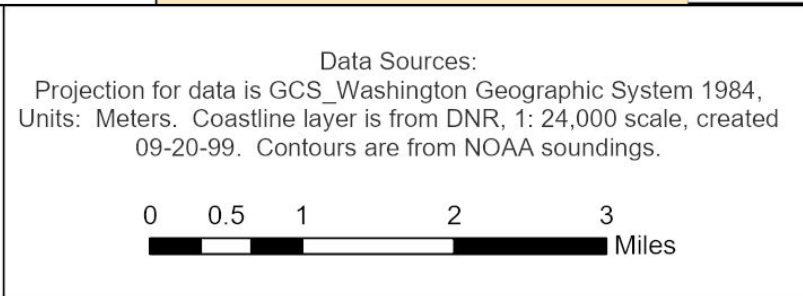 Data Sources:
Projection for data is GCS_Washington Geographic System 1984,
Units:  Meters.  Coastline layer is from DNR, 1: 24,000 scale, created
09-20-99.  Contours are from NOAA soundings.
0 0.5 1 2 3
Miles